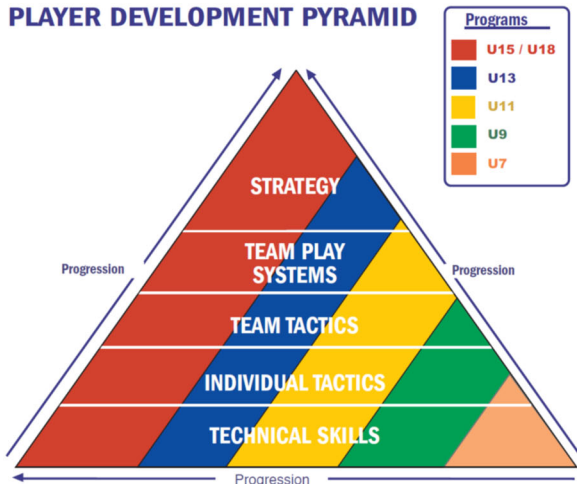 PLAYER DEVELOPMENT PYRAMID
Programs
U15 / U18
U13
U11
U9
U7
STRATEGY
TEAM PLAY
SYSTEMS
Progression
Progression
TEAM TACTICS
INDIVIDUAL TACTICS
TECHNICAL SKILLS
Progression